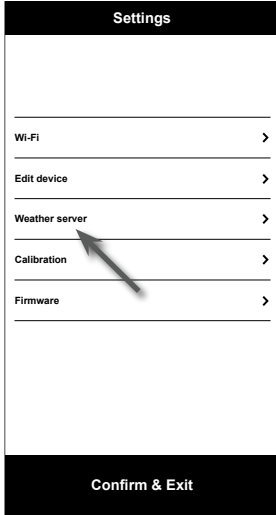 Settings
Wi-Fi
Edit device
Weather server
Calibration
Firmware
Confirm & Exit